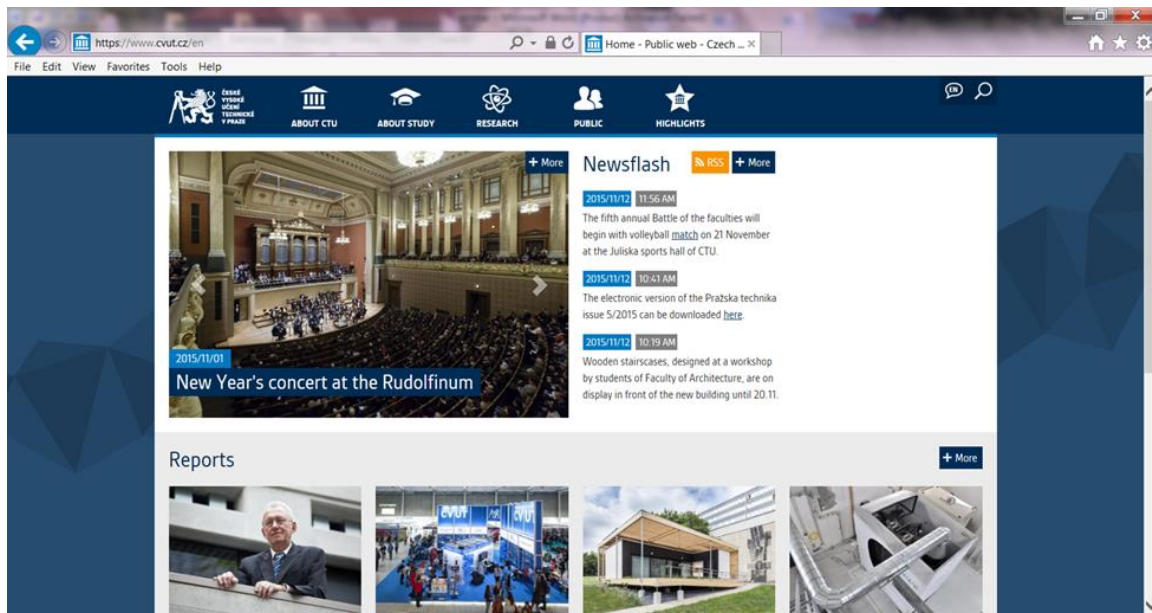 https://www.cvut.cz/en
Home - Public web - Czech ...
File Edit View Favorites Tools Help
ČESKÉ
VYSOKÉ
UČENÍ
TECHNICKÉ
V PRAZE
ABOUT CTU
ABOUT STUDY
RESEARCH
PUBLIC
HIGHLIGHTS
EN
+ More
2015/11/01
New Year's concert at the Rudolfinum
Newsflash
RSS
+ More
2015/11/12 11:56 AM
The fifth annual Battle of the faculties will
begin with volleyball match on 21 November
at the Juliska sports hall of CTU.
2015/11/12 10:41 AM
The electronic version of the Pražska technika
issue 5/2015 can be downloaded here.
2015/11/12 10:19 AM
Wooden stairscases, designed at a workshop
by students of Faculty of Architecture, are on
display in front of the new building until 20.11.
Reports
+ More
CVUT
CVUT